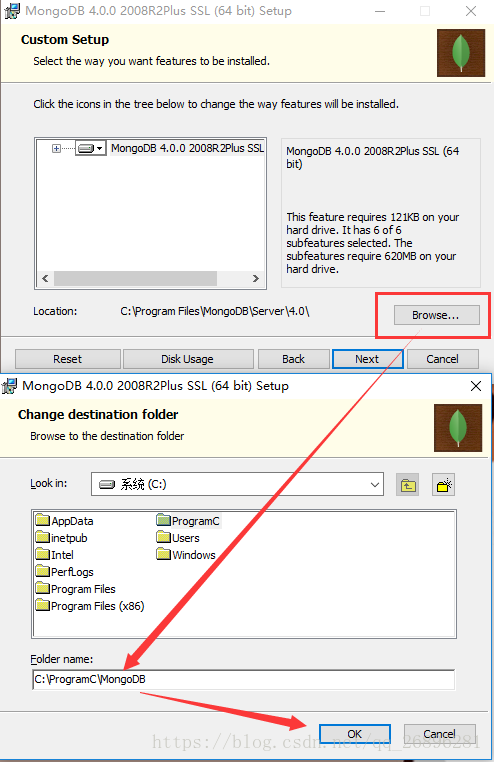 MongoDB 4.0.0 2008R2Plus SSL (64 bit) Setup
Custom Setup
Select the way you want features to be installed.
Click the icons in the tree below to change the way features will be installed.
MongoDB 4.0.0 2008R2Plus SSL
MongoDB 4.0.0 2008R2Plus SSL (64
bit)
This feature requires 121KB on your
hard drive. It has 6 of 6
subfeatures selected. The
subfeatures require 620MB on your
hard drive.
Location: C:\Program Files\MongoDB\Server\4.0\ Browse...
Reset Disk Usage Back Next Cancel
MongoDB 4.0.0 2008R2Plus SSL (64 bit) Setup
Change destination folder
Browse to the destination folder
Look in: 系统 (C:)
AppData ProgramC
inetpub Users
Intel Windows
PerfLogs
Program Files
Program Files (x86)
Folder name:
C:\ProgramC\MongoDB
OK Cancel
https://blog.csdn.net/qq_26896281